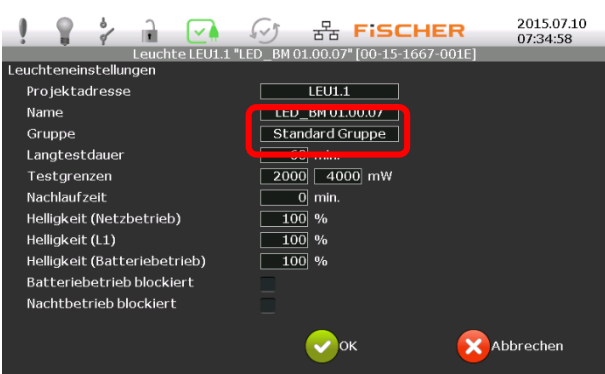 FiSCHER
2015.07.10
07:34:58
Leuchte LEU1.1 "LED_BM 01.00.07" [00-15-1667-001E]
Leuchteneinstellungen
Projektadresse LEU1.1
Name LED_BM 01.00.07
Gruppe Standard Gruppe
Langtestdauer 60 min.
Testgrenzen 2000 4000 mW
Nachlaufzeit 0 min.
Helligkeit (Netzbetrieb) 100 %
Helligkeit (L1) 100 %
Helligkeit (Batteriebetrieb) 100 %
Batteriebetrieb blockiert
Nachtbetrieb blockiert
OK Abbrechen